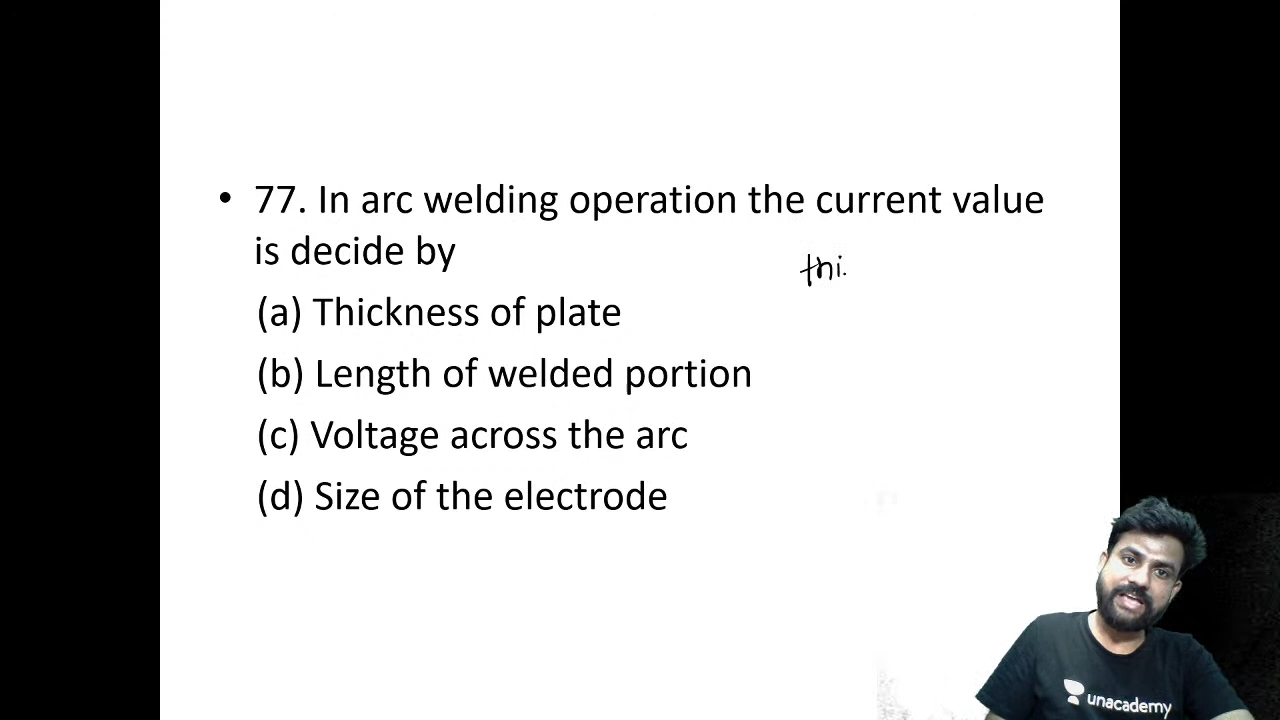 • 77. In arc welding operation the current value
is decide by
thi.
(a) Thickness of plate
(b) Length of welded portion
(c) Voltage across the arc
(d) Size of the electrode
unacademy